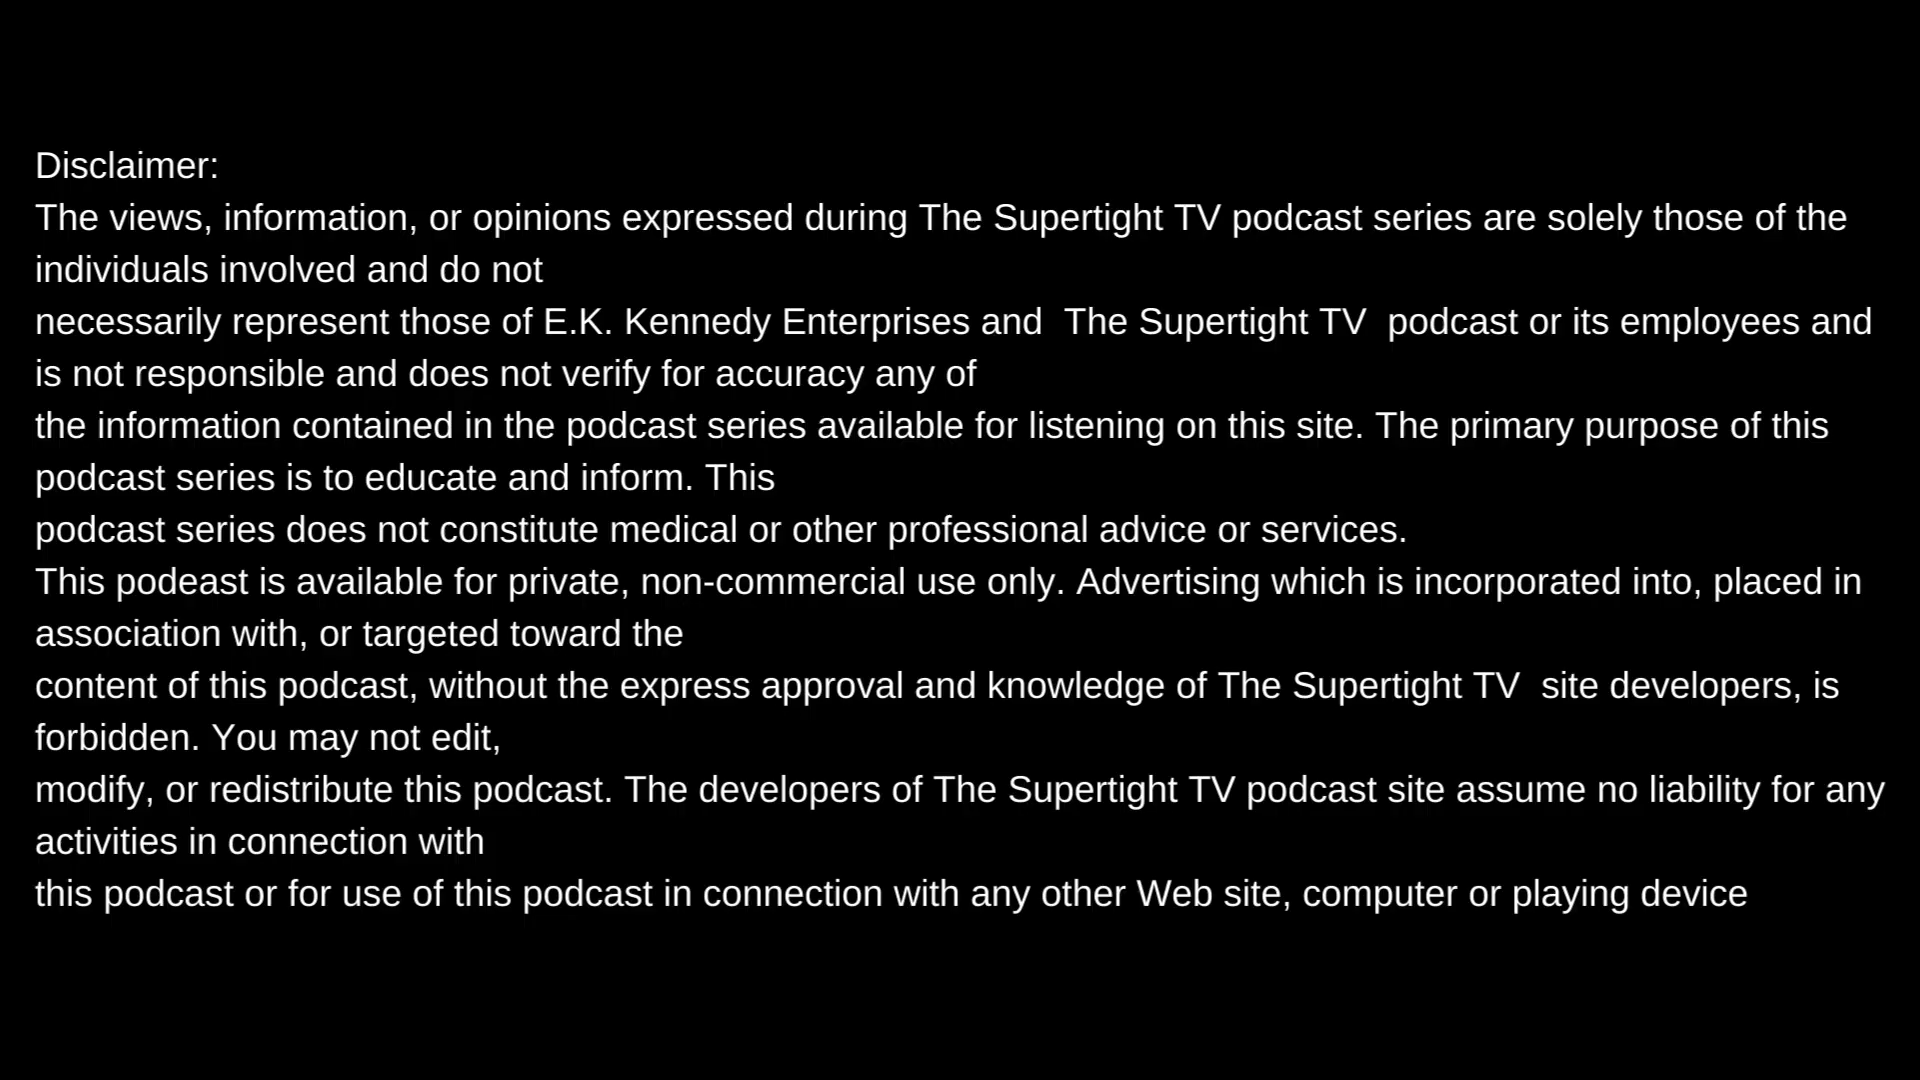 Disclaimer:
The views, information, or opinions expressed during The Supertight TV podcast series are solely those of the
individuals involved and do not
necessarily represent those of E.K. Kennedy Enterprises and  The Supertight TV  podcast or its employees and
is not responsible and does not verify for accuracy any of
the information contained in the podcast series available for listening on this site. The primary purpose of this
podcast series is to educate and inform. This
podcast series does not constitute medical or other professional advice or services.
This podeast is available for private, non-commercial use only. Advertising which is incorporated into, placed in
association with, or targeted toward the
content of this podcast, without the express approval and knowledge of The Supertight TV  site developers, is
forbidden. You may not edit,
modify, or redistribute this podcast. The developers of The Supertight TV podcast site assume no liability for any
activities in connection with
this podcast or for use of this podcast in connection with any other Web site, computer or playing device